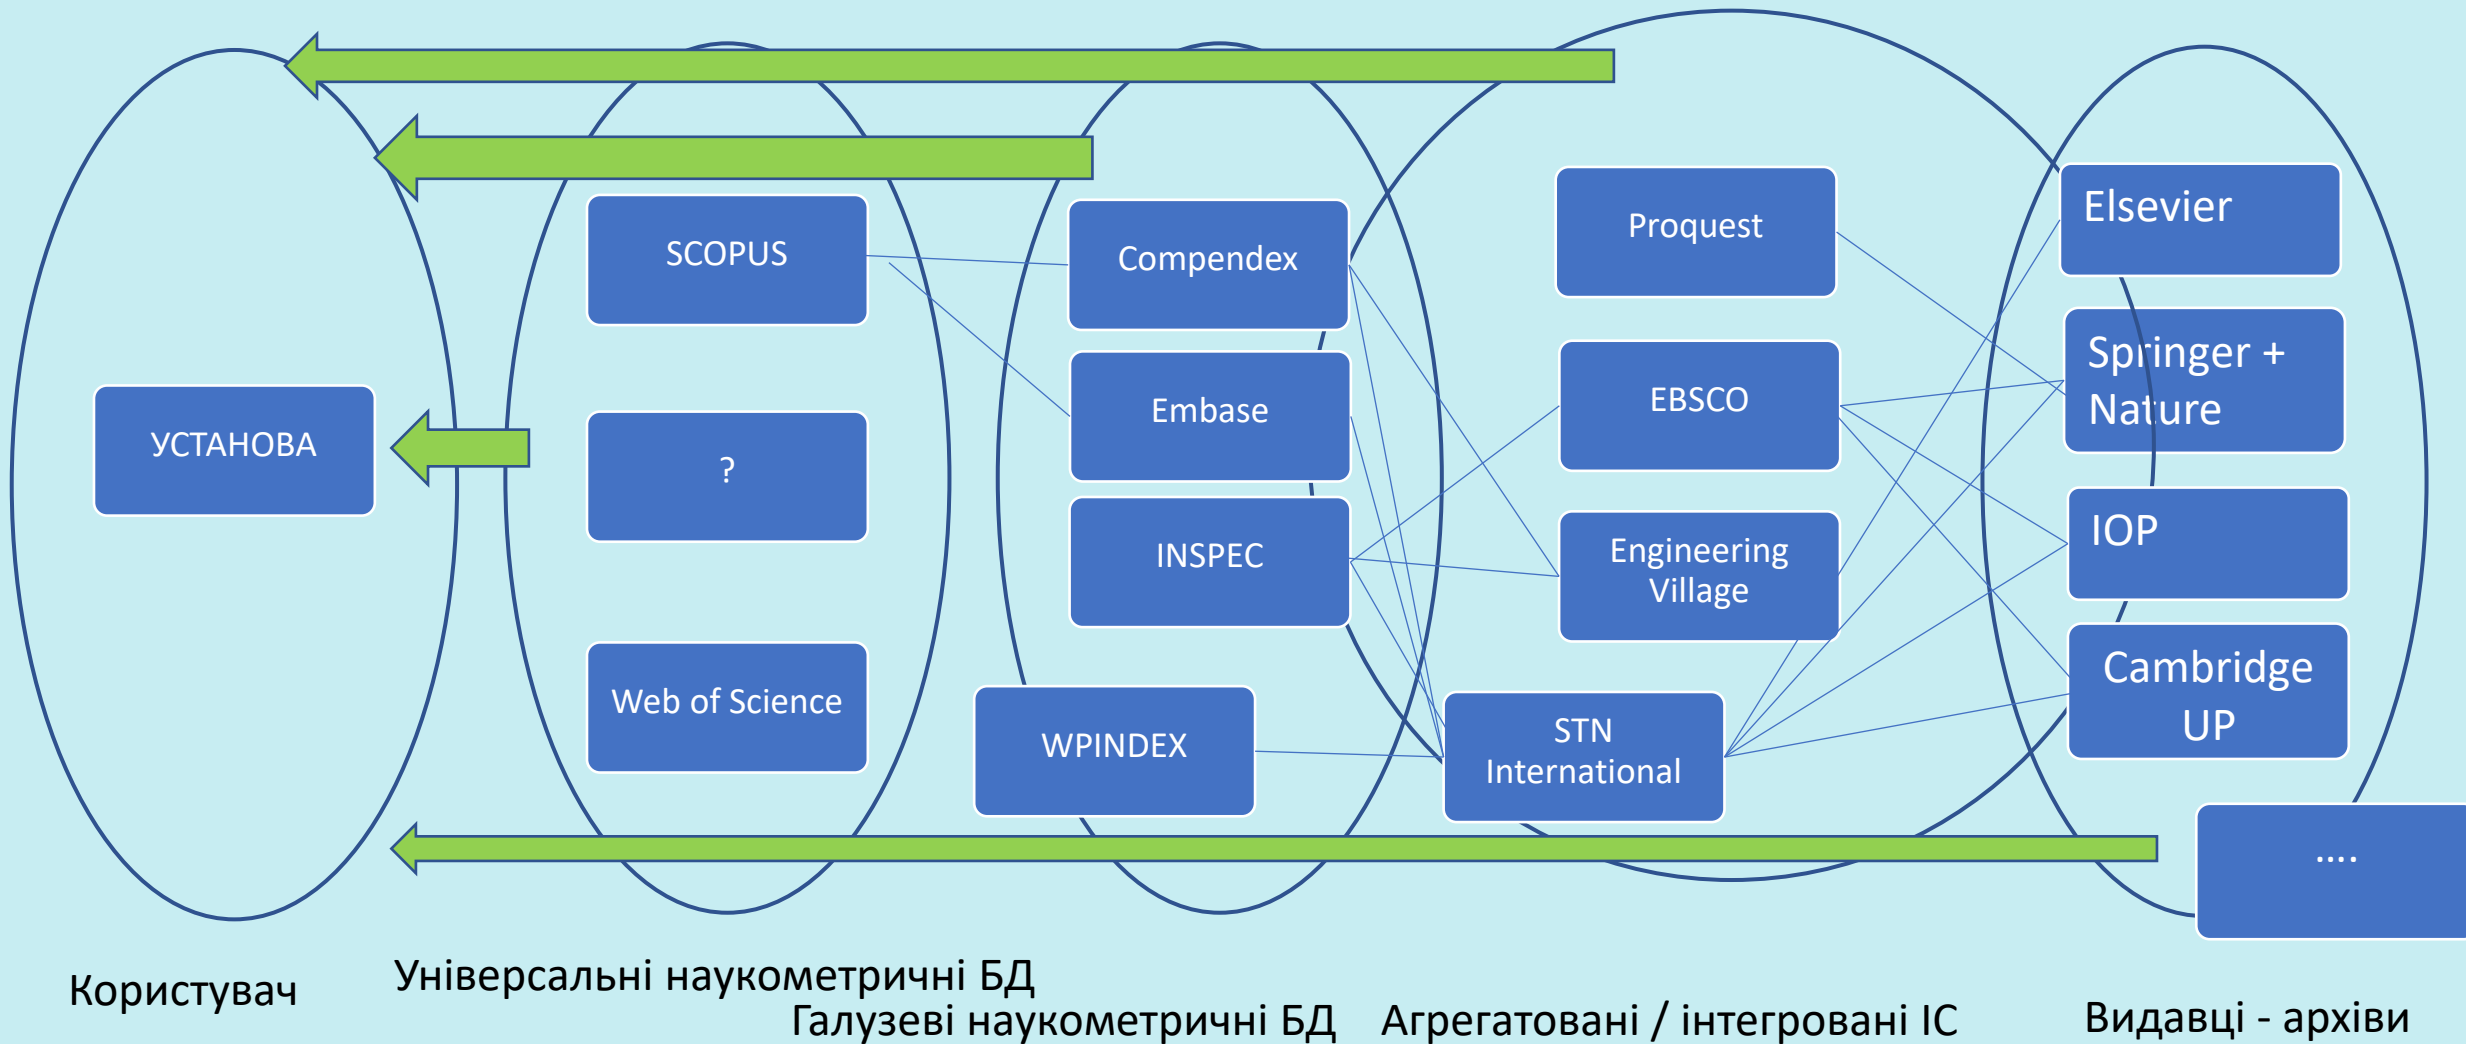 УСТАНОВА
SCOPUS
?
Web of Science
Compendex
Embase
INSPEC
WPINDEX
Proquest
EBSCO
Engineering
Village
STN
International
Elsevier
Springer +
Nature
IOP
Cambridge
UP
....
Користувач
Універсальні наукометричні БД
Галузеві наукометричні БД
Агрегатовані / інтегровані ІС
Видавці - архіви